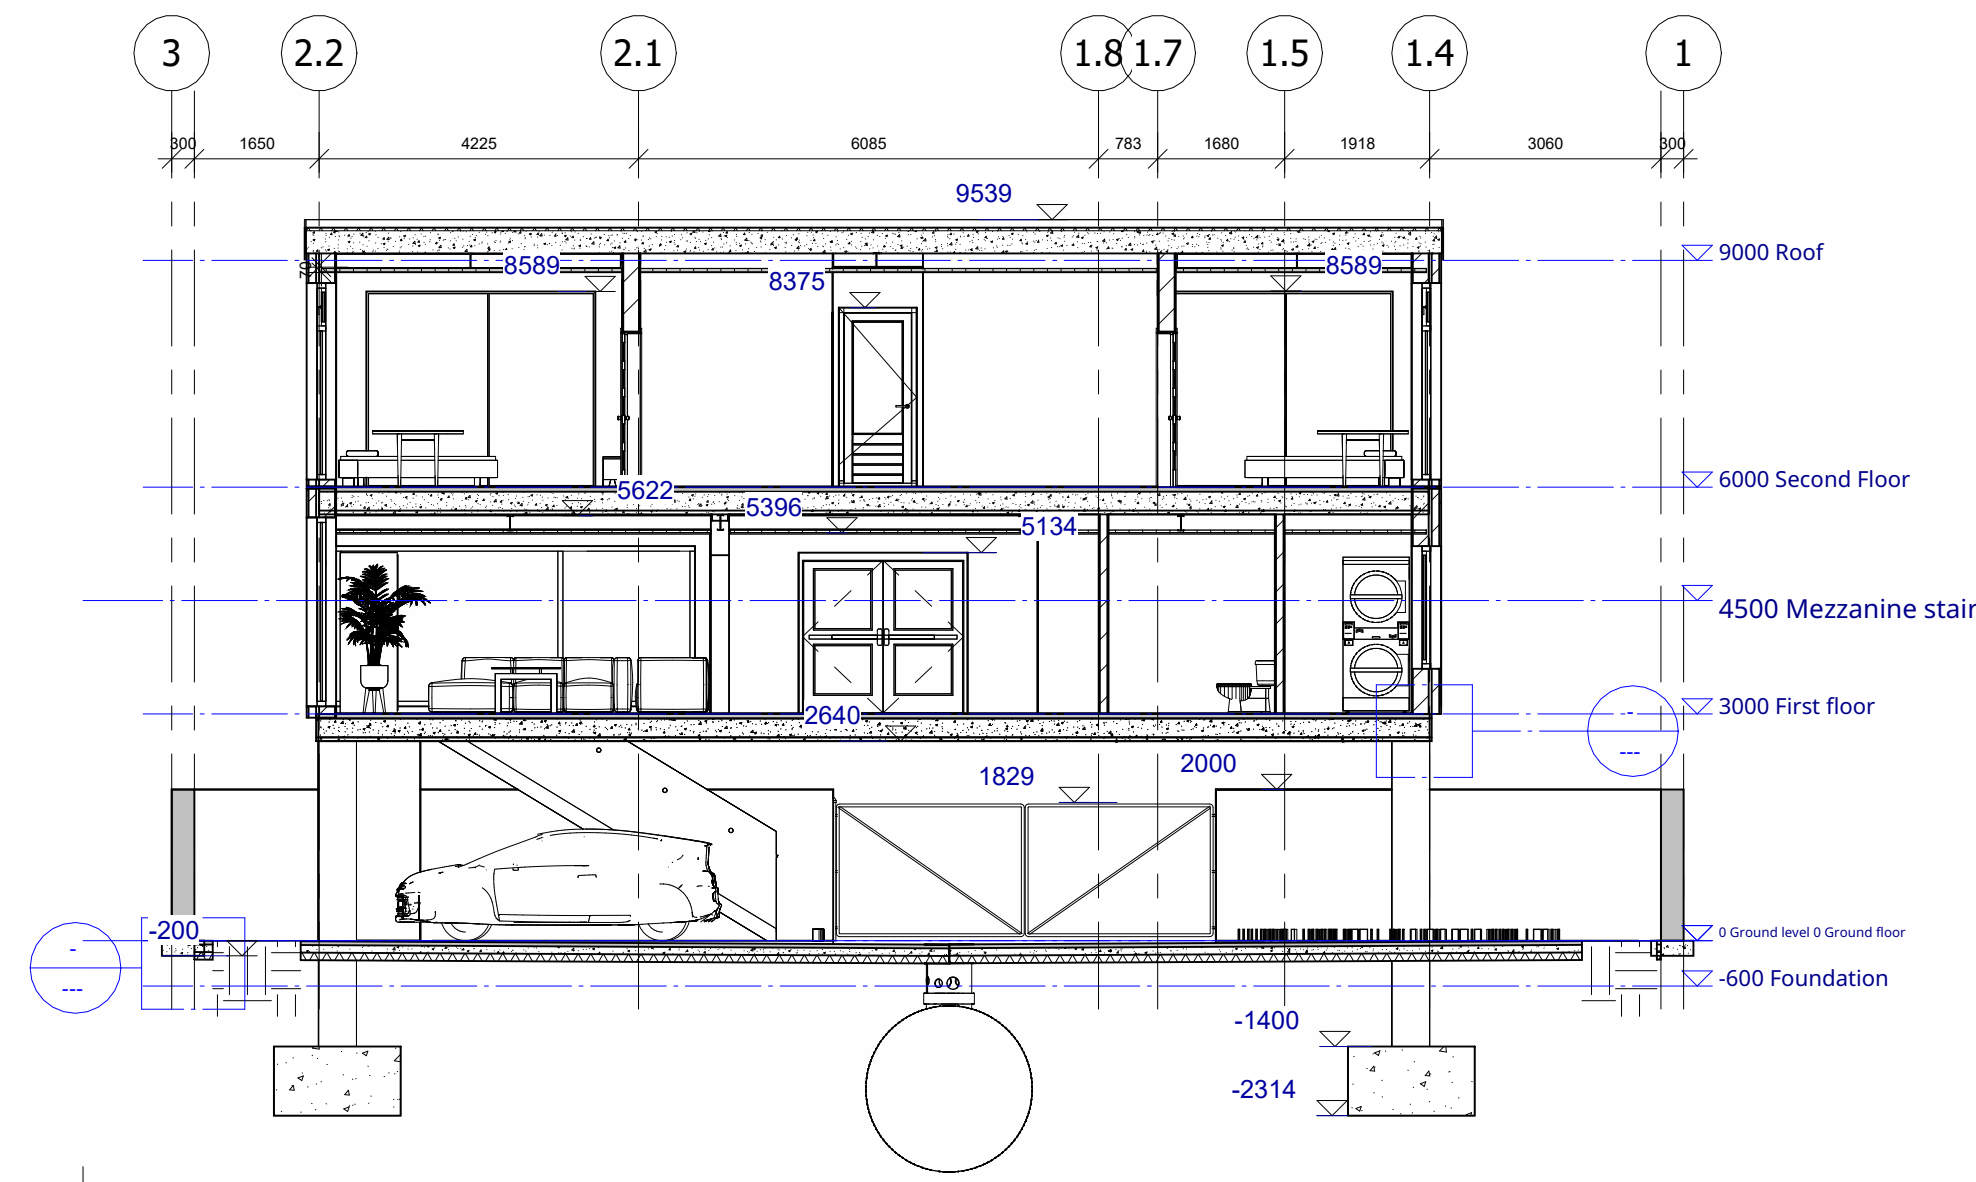 3 2.2 2.1 1.8 1.7 1.5 1.4 1
300 1650 4225 6085 783 1680 1918 3060 300
9539
9000 Roof
70 8589 8375 8589
6000 Second Floor
5622
5396
5134
4500 Mezzanine stair
3000 First floor
2640
-
---
2000
1829
-200
0 Ground level 0 Ground floor
-
---
-600 Foundation
-1400
-2314